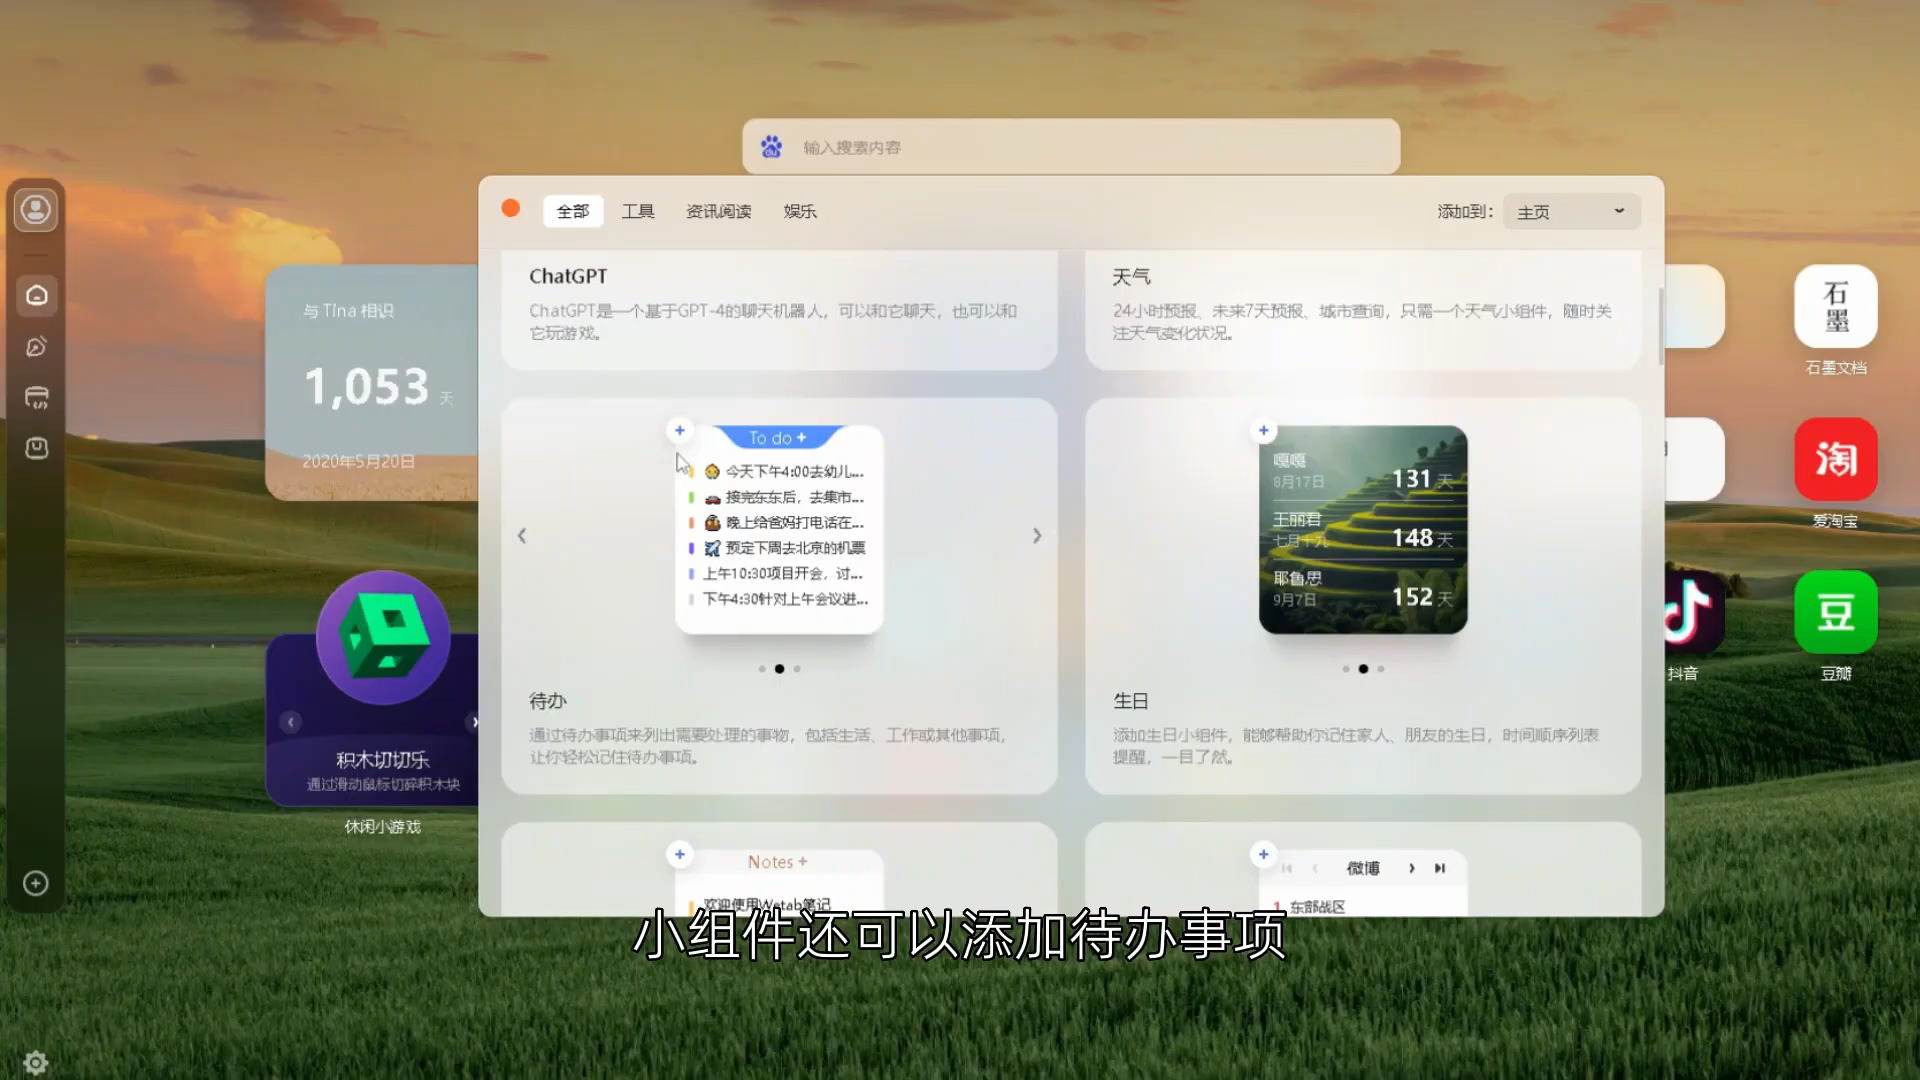 输入搜索内容
全部
工具
资讯阅读
娱乐
添加到：
主页
ChatGPT
ChatGPT是一个基于GPT-4的聊天机器人，可以和它聊天，也可以和
它玩游戏。
天气
24小时预报、未来7天预报、城市查询，只需一个天气小组件，随时关
注天气变化状况。
与 Tina 相识
1,053 天
2020年5月20日
To do +
今天下午4:00去幼儿...
接完东东后，去集市...
晚上给爸妈打电话在...
预定下周去北京的机票
上午10:30项目开会，讨...
下午4:30针对上午会议进...
待办
通过待办事项来列出需要处理的事物，包括生活、工作或其他事项，
让你轻松记住待办事项。
嘎嘎
8月17日
131 天
王丽君
七月十九
148 天
耶鲁思
9月7日
152 天
生日
添加生日小组件，能够帮助你记住家人、朋友的生日，时间顺序列表
提醒，一目了然。
积木切切乐
通过滑动鼠标切碎积木块
休闲小游戏
Notes +
欢迎使用Wetab笔记
微博
1 东部战区
石墨
石墨文档
淘
爱淘宝
抖音
豆
豆瓣
小组件还可以添加待办事项